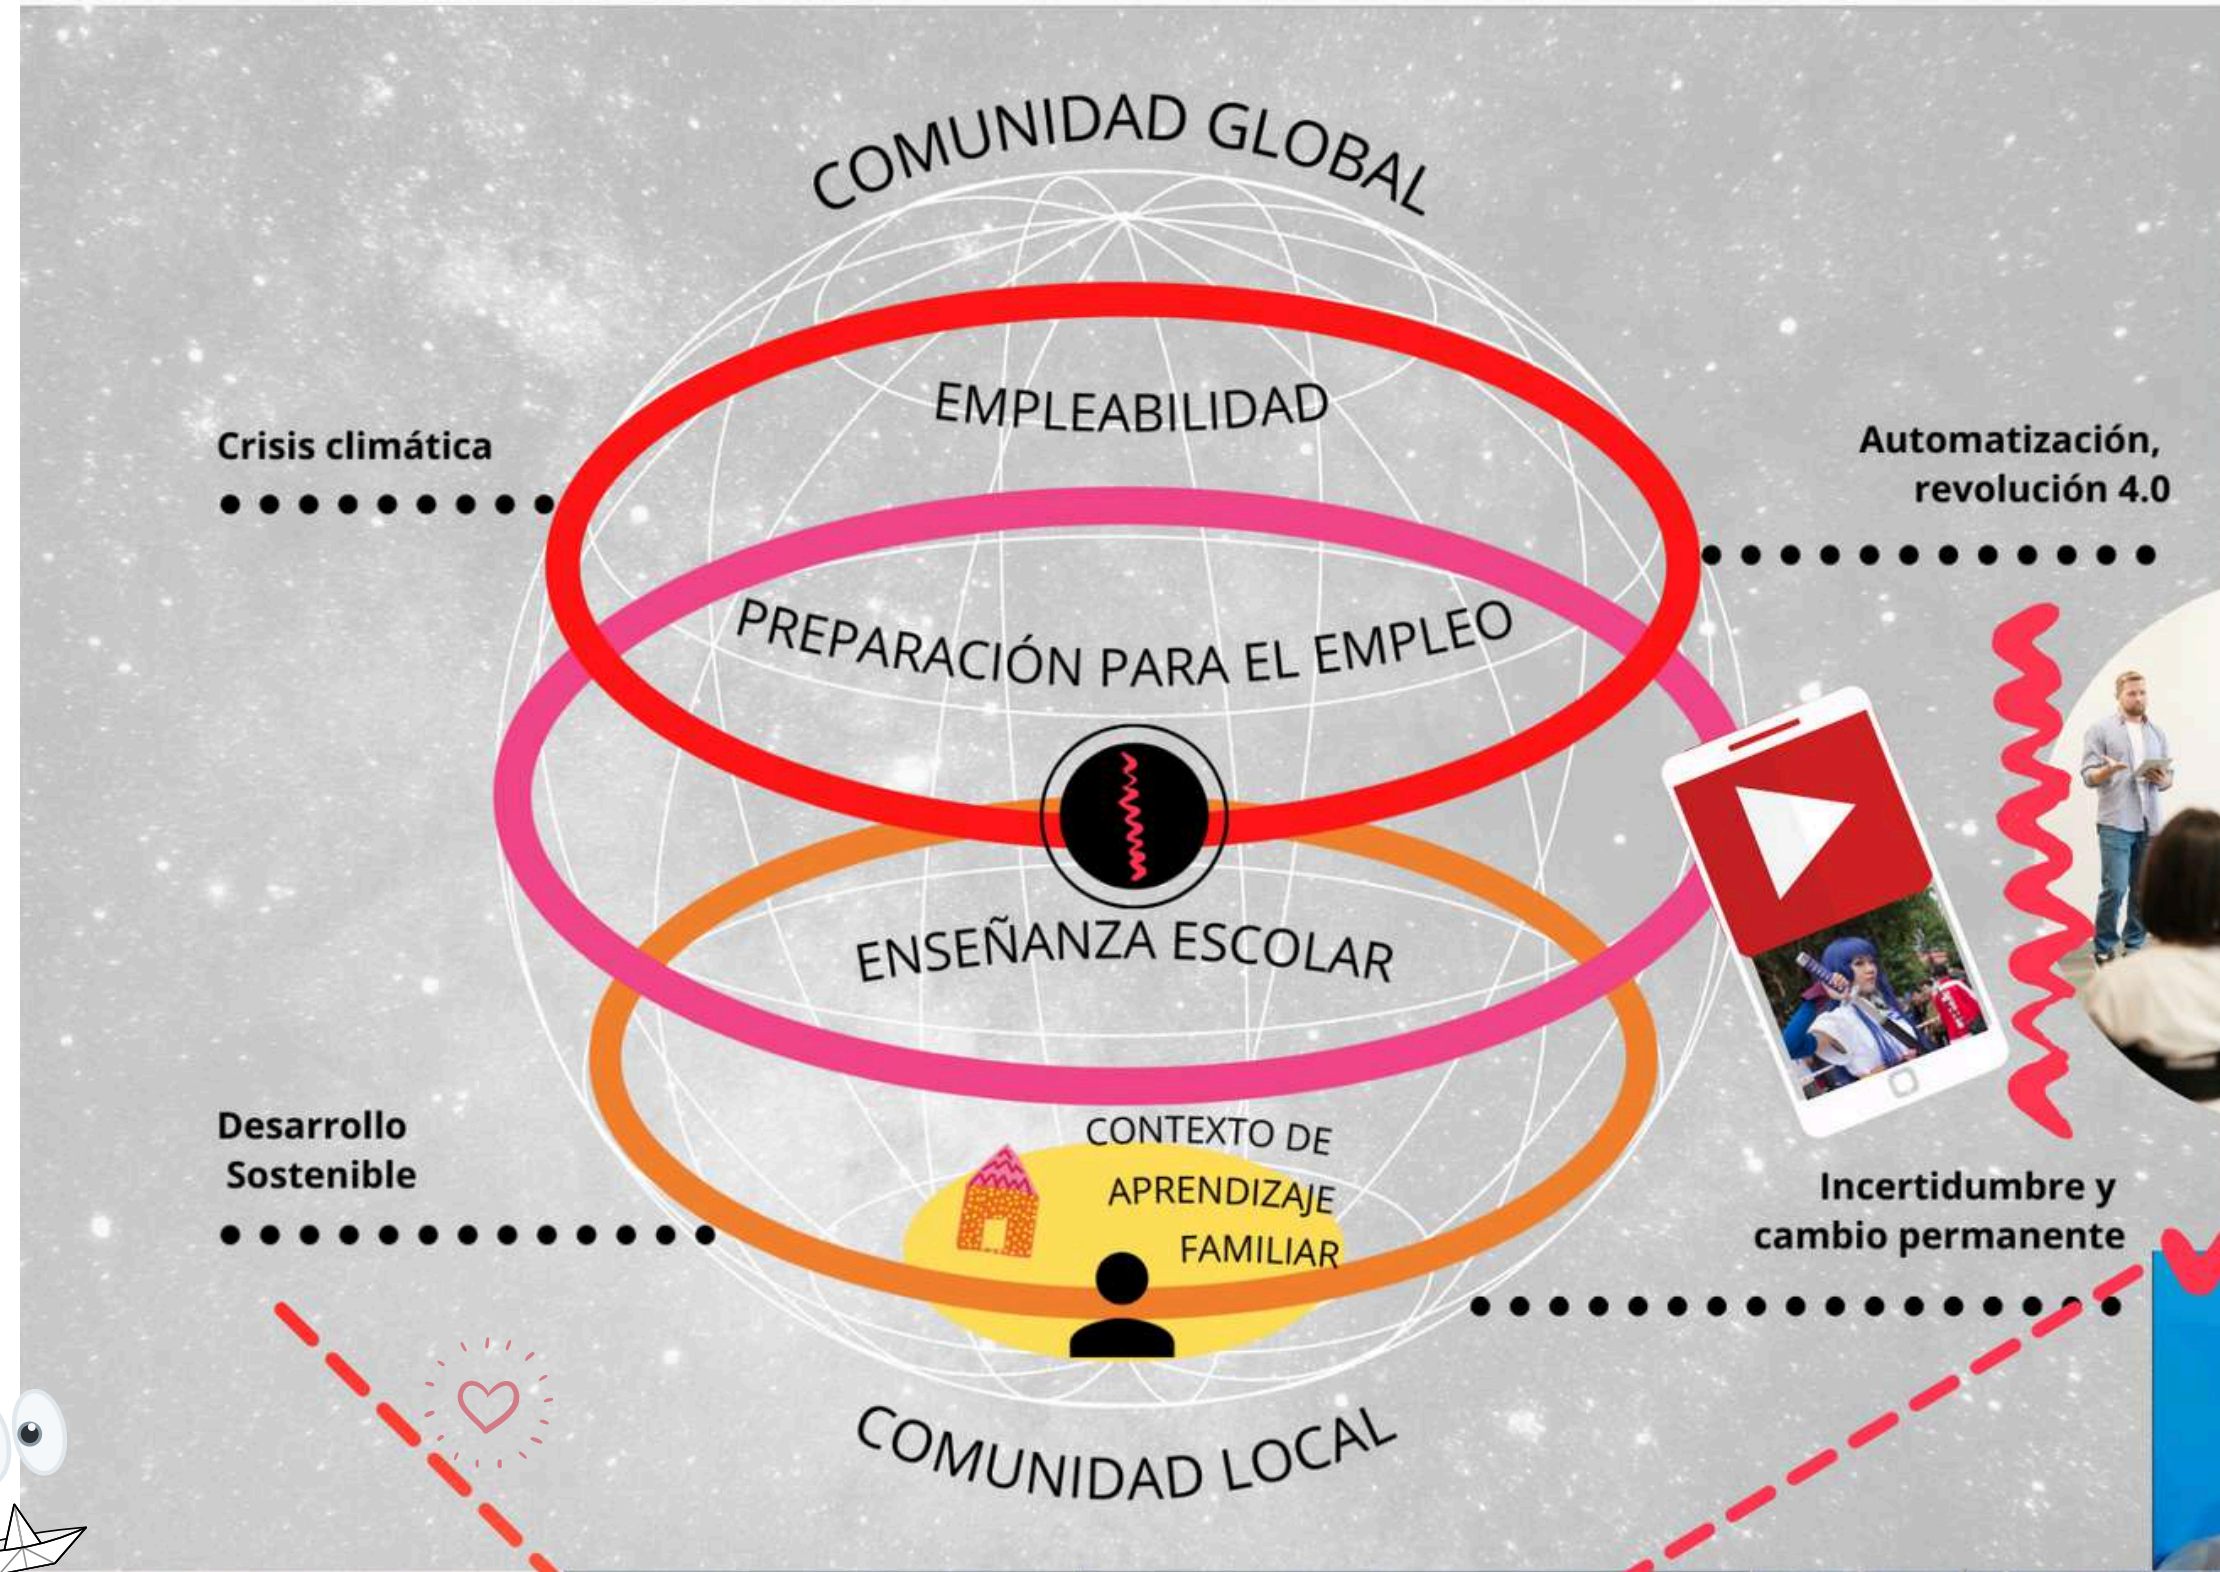 COMUNIDAD GLOBAL
EMPLEABILIDAD
Crisis climática
Automatización,
revolución 4.0
PREPARACIÓN PARA EL EMPLEO
ENSEÑANZA ESCOLAR
Desarrollo
Sostenible
CONTEXTO DE
APRENDIZAJE
FAMILIAR
Incertidumbre y
cambio permanente
COMUNIDAD LOCAL